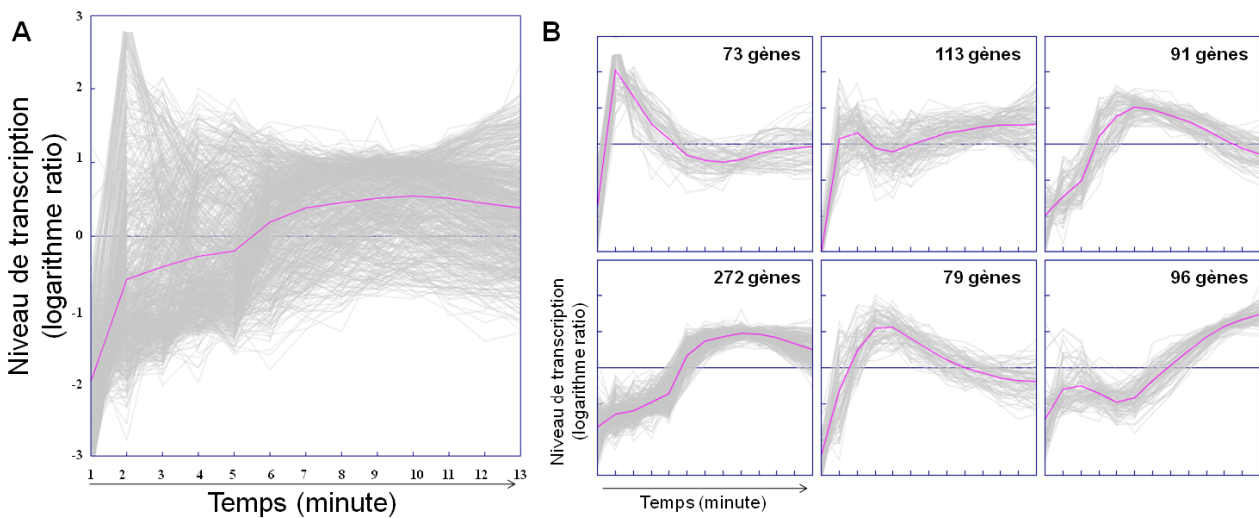 A
Niveau de transcription
(logarithme ratio)
3
2
1
0
-1
-2
-3
1 2 3 4 5 6 7 8 9 10 11 12 13
Temps (minute)
B
73 gènes
113 gènes
91 gènes
272 gènes
79 gènes
96 gènes
Niveau de transcription
(logarithme ratio)
Temps (minute)